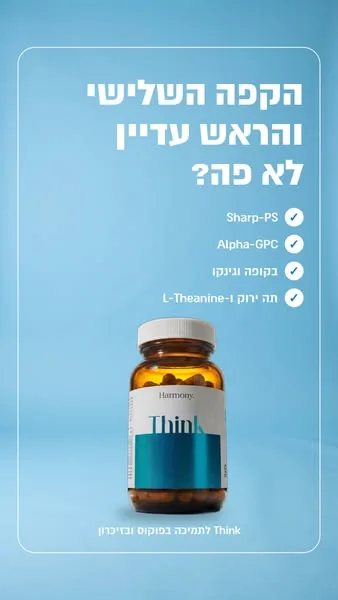 הקפה השלישי
והראש עדיין
לא פה?
Sharp-PS
Alpha-GPC
בקופה וגינקו
תה ירוק ו-L-Theanine
Harmony.
Think
Think לתמיכה בפוקוס ובזיכרון